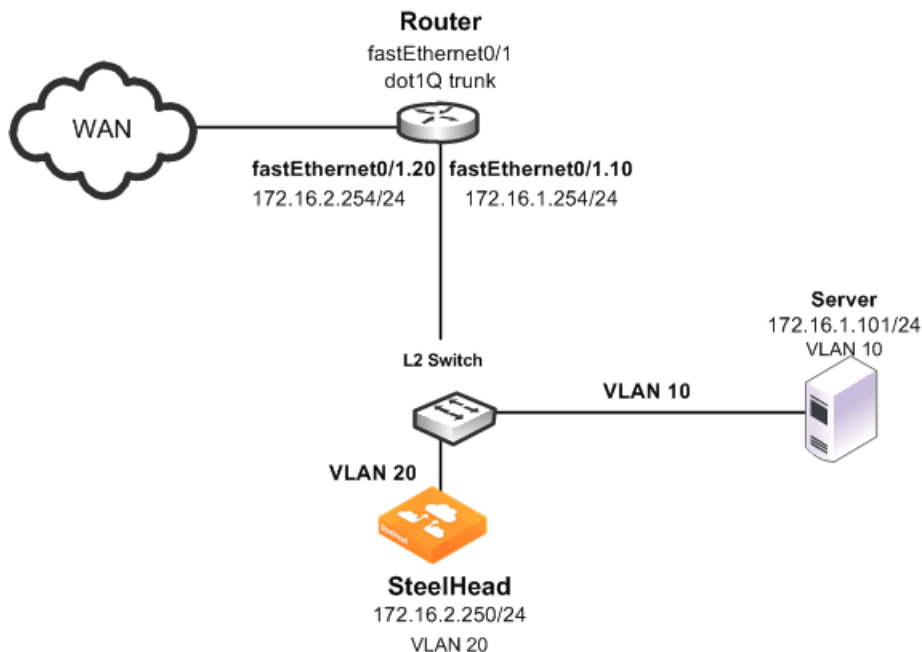 Router
fastEthernet0/1
dot1Q trunk
WAN
fastEthernet0/1.20
172.16.2.254/24
fastEthernet0/1.10
172.16.1.254/24
L2 Switch
Server
172.16.1.101/24
VLAN 10
VLAN 10
VLAN 20
SteelHead
SteelHead
172.16.2.250/24
VLAN 20